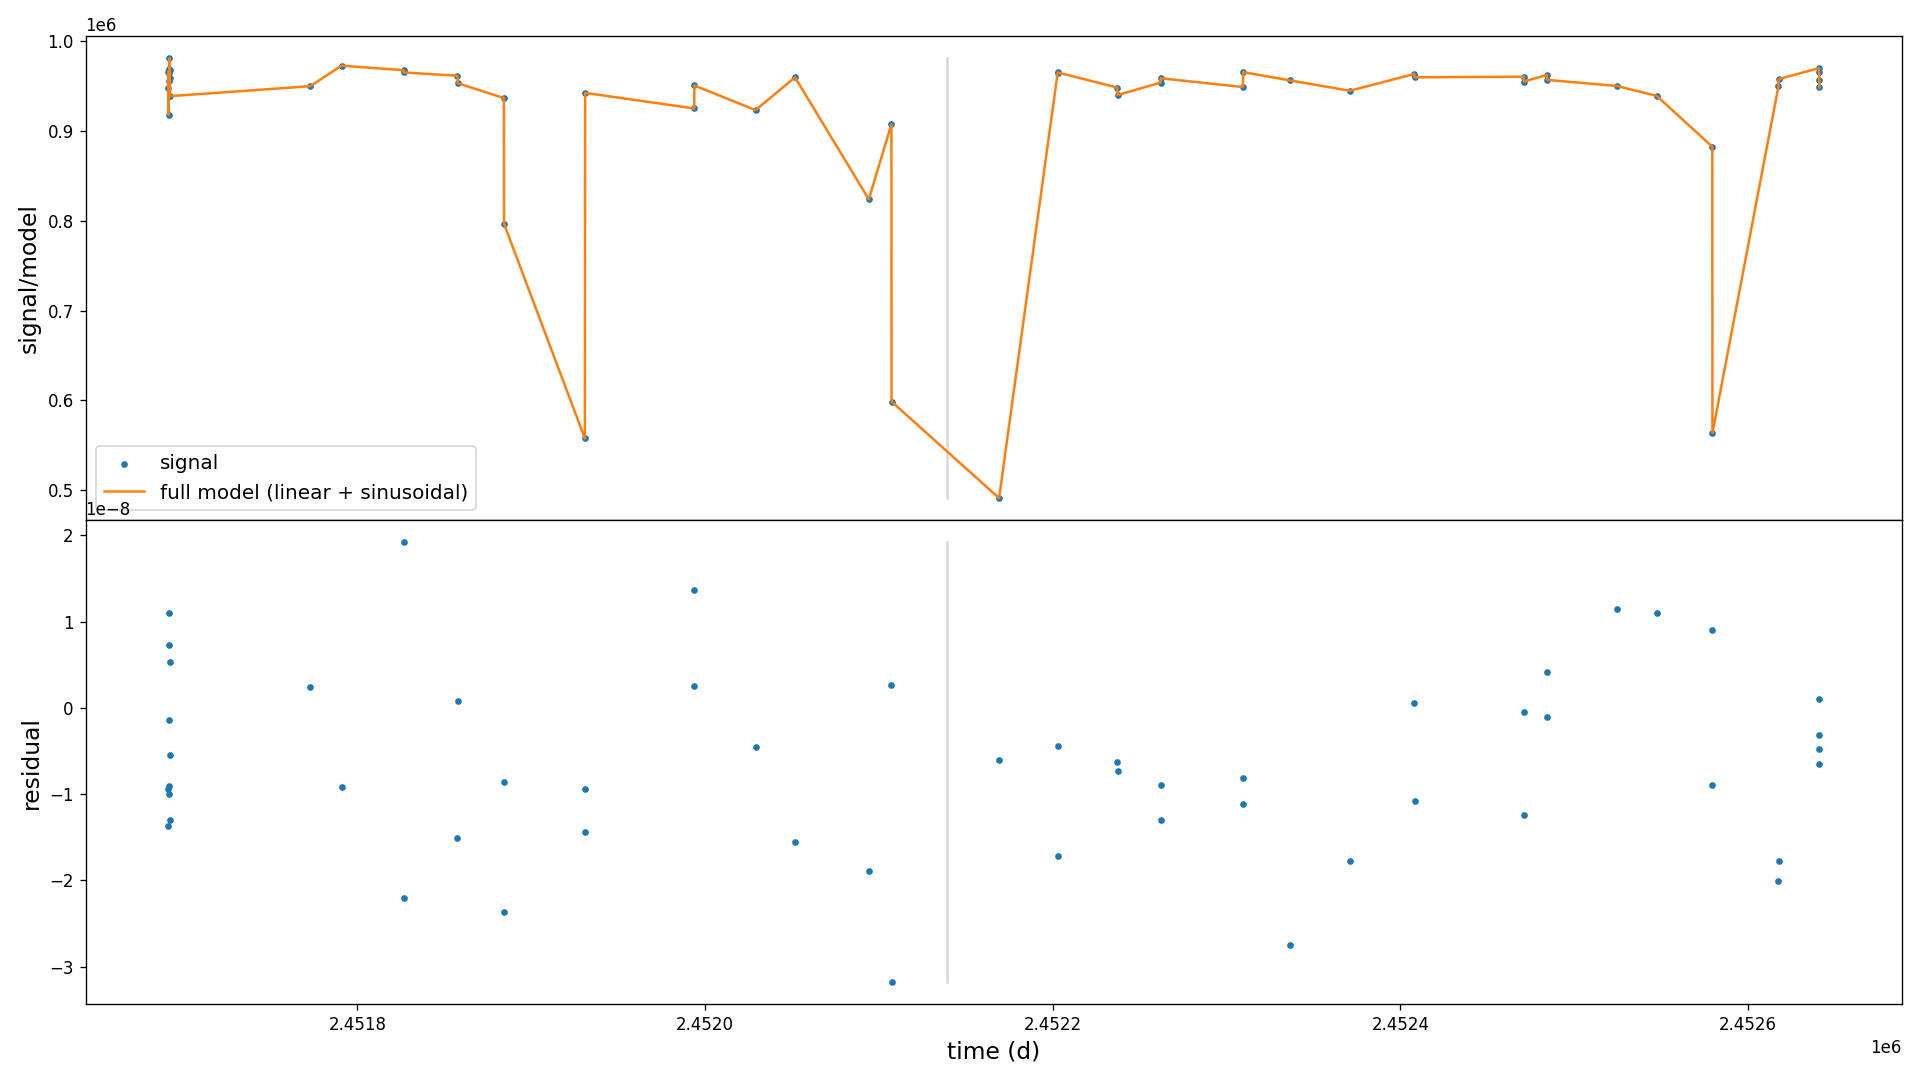 1e6
1.0
0.9
0.8
0.7
0.6
0.5
signal/model
signal
full model (linear + sinusoidal)
1e−8
2
1
0
−1
−2
−3
residual
2.4518
2.4520
2.4522
2.4524
2.4526
time (d)
1e6